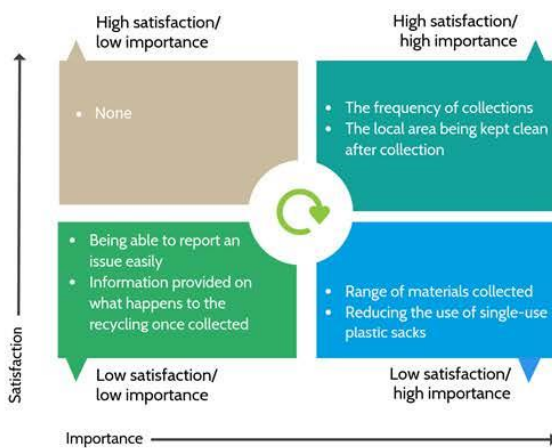 High satisfaction/
low importance
High satisfaction/
high importance
• None
• The frequency of collections
• The local area being kept clean
after collection
• Being able to report an
issue easily
• Information provided on
what happens to the
recycling once collected
• Range of materials collected
• Reducing the use of single-use
plastic sacks
Low satisfaction/
low importance
Low satisfaction/
high importance
Satisfaction
Importance